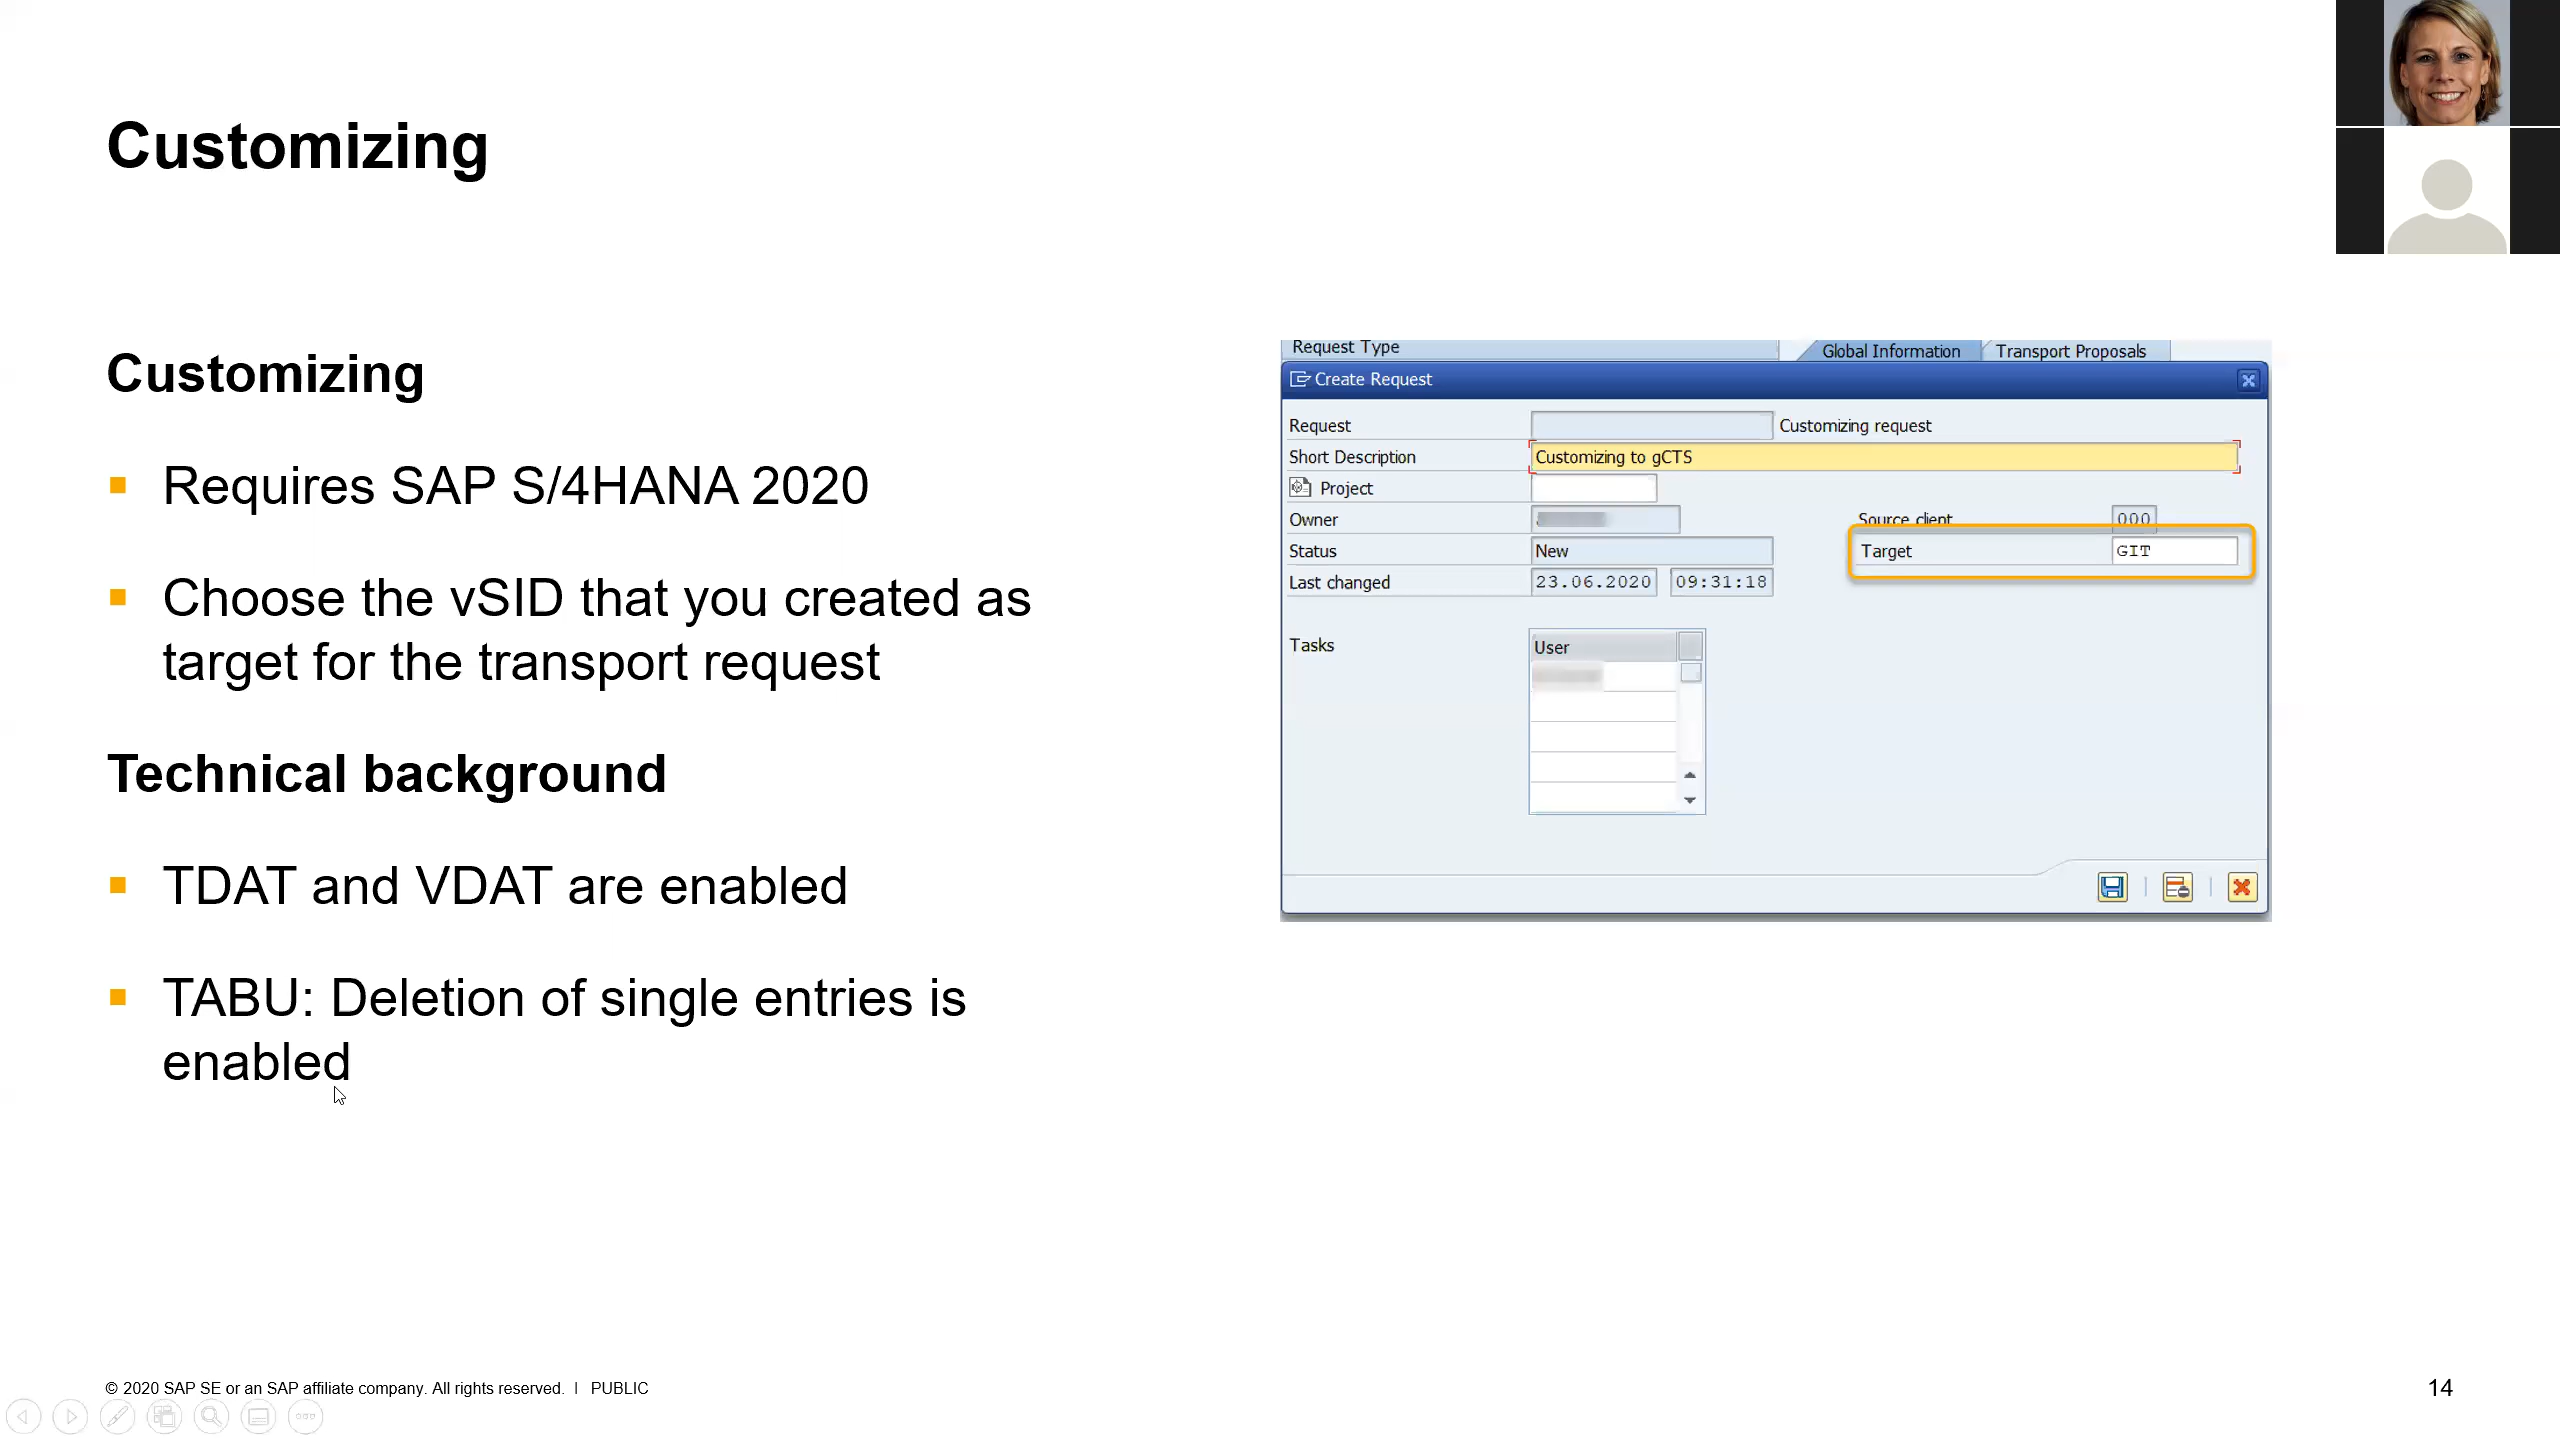 Customizing
Customizing
Requires SAP S/4HANA 2020
Choose the vSID that you created as
target for the transport request
Technical background
TDAT and VDAT are enabled
TABU: Deletion of single entries is
enabled
Request Type
Global Information
Transport Proposals
Create Request
Request
Customizing request
Short Description
Customizing to gCTS
Project
Owner
Source client
000
Status
New
Target
GIT
Last changed
23.06.2020
09:31:18
Tasks
User
© 2020 SAP SE or an SAP affiliate company. All rights reserved. | PUBLIC
14